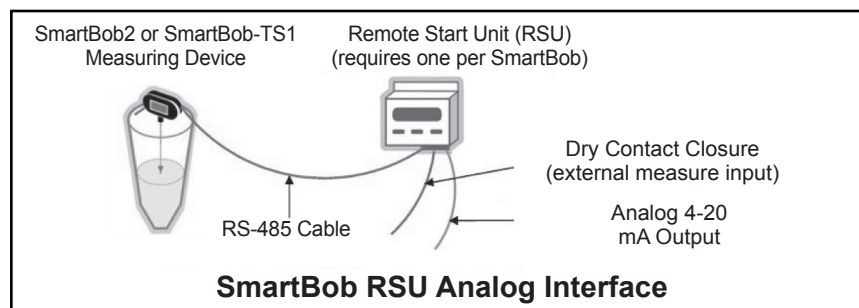 SmartBob2 or SmartBob-TS1
Measuring Device
Remote Start Unit (RSU)
(requires one per SmartBob)
Dry Contact Closure
(external measure input)
RS-485 Cable
Analog 4-20
mA Output
SmartBob RSU Analog Interface